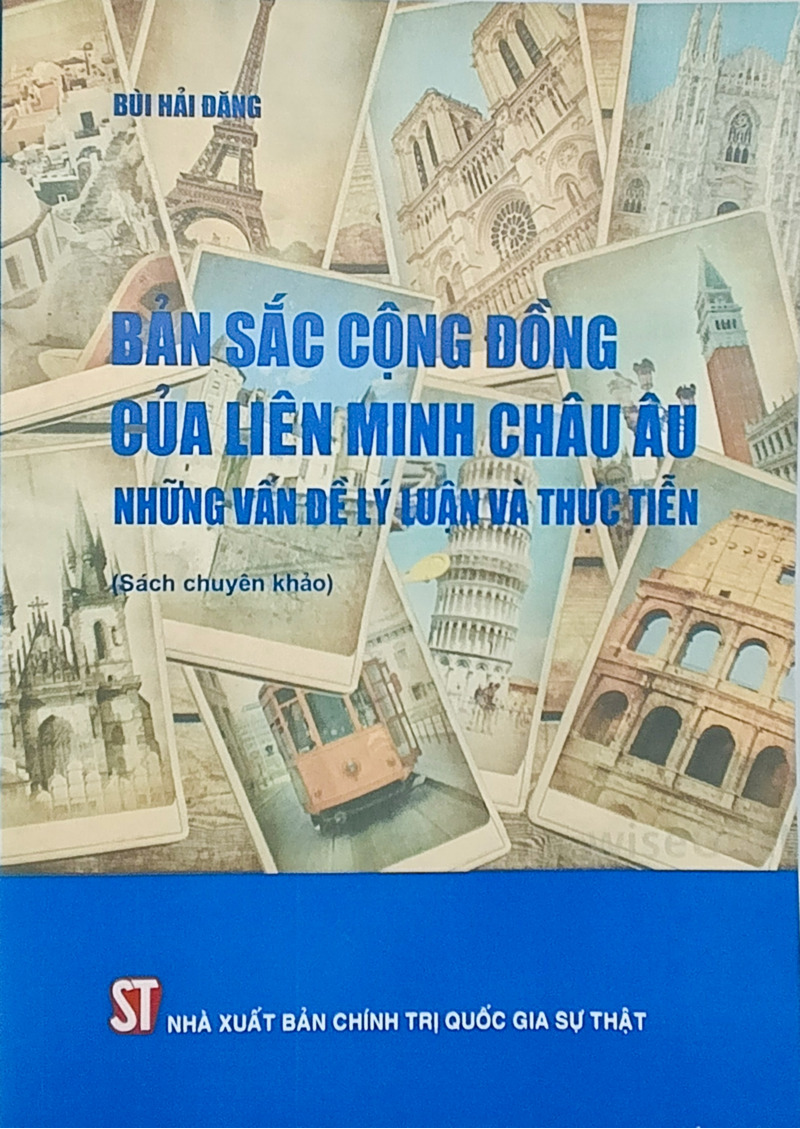 BÙI HẢI ĐĂNG
BẢN SẮC CỘNG ĐỒNG
CỦA LIÊN MINH CHÂU ÂU
NHỮNG VẤN ĐỀ LÝ LUẬN VÀ THỰC TIỄN
(Sách chuyên khảo)
ST
NHÀ XUẤT BẢN CHÍNH TRỊ QUỐC GIA SỰ THẬT